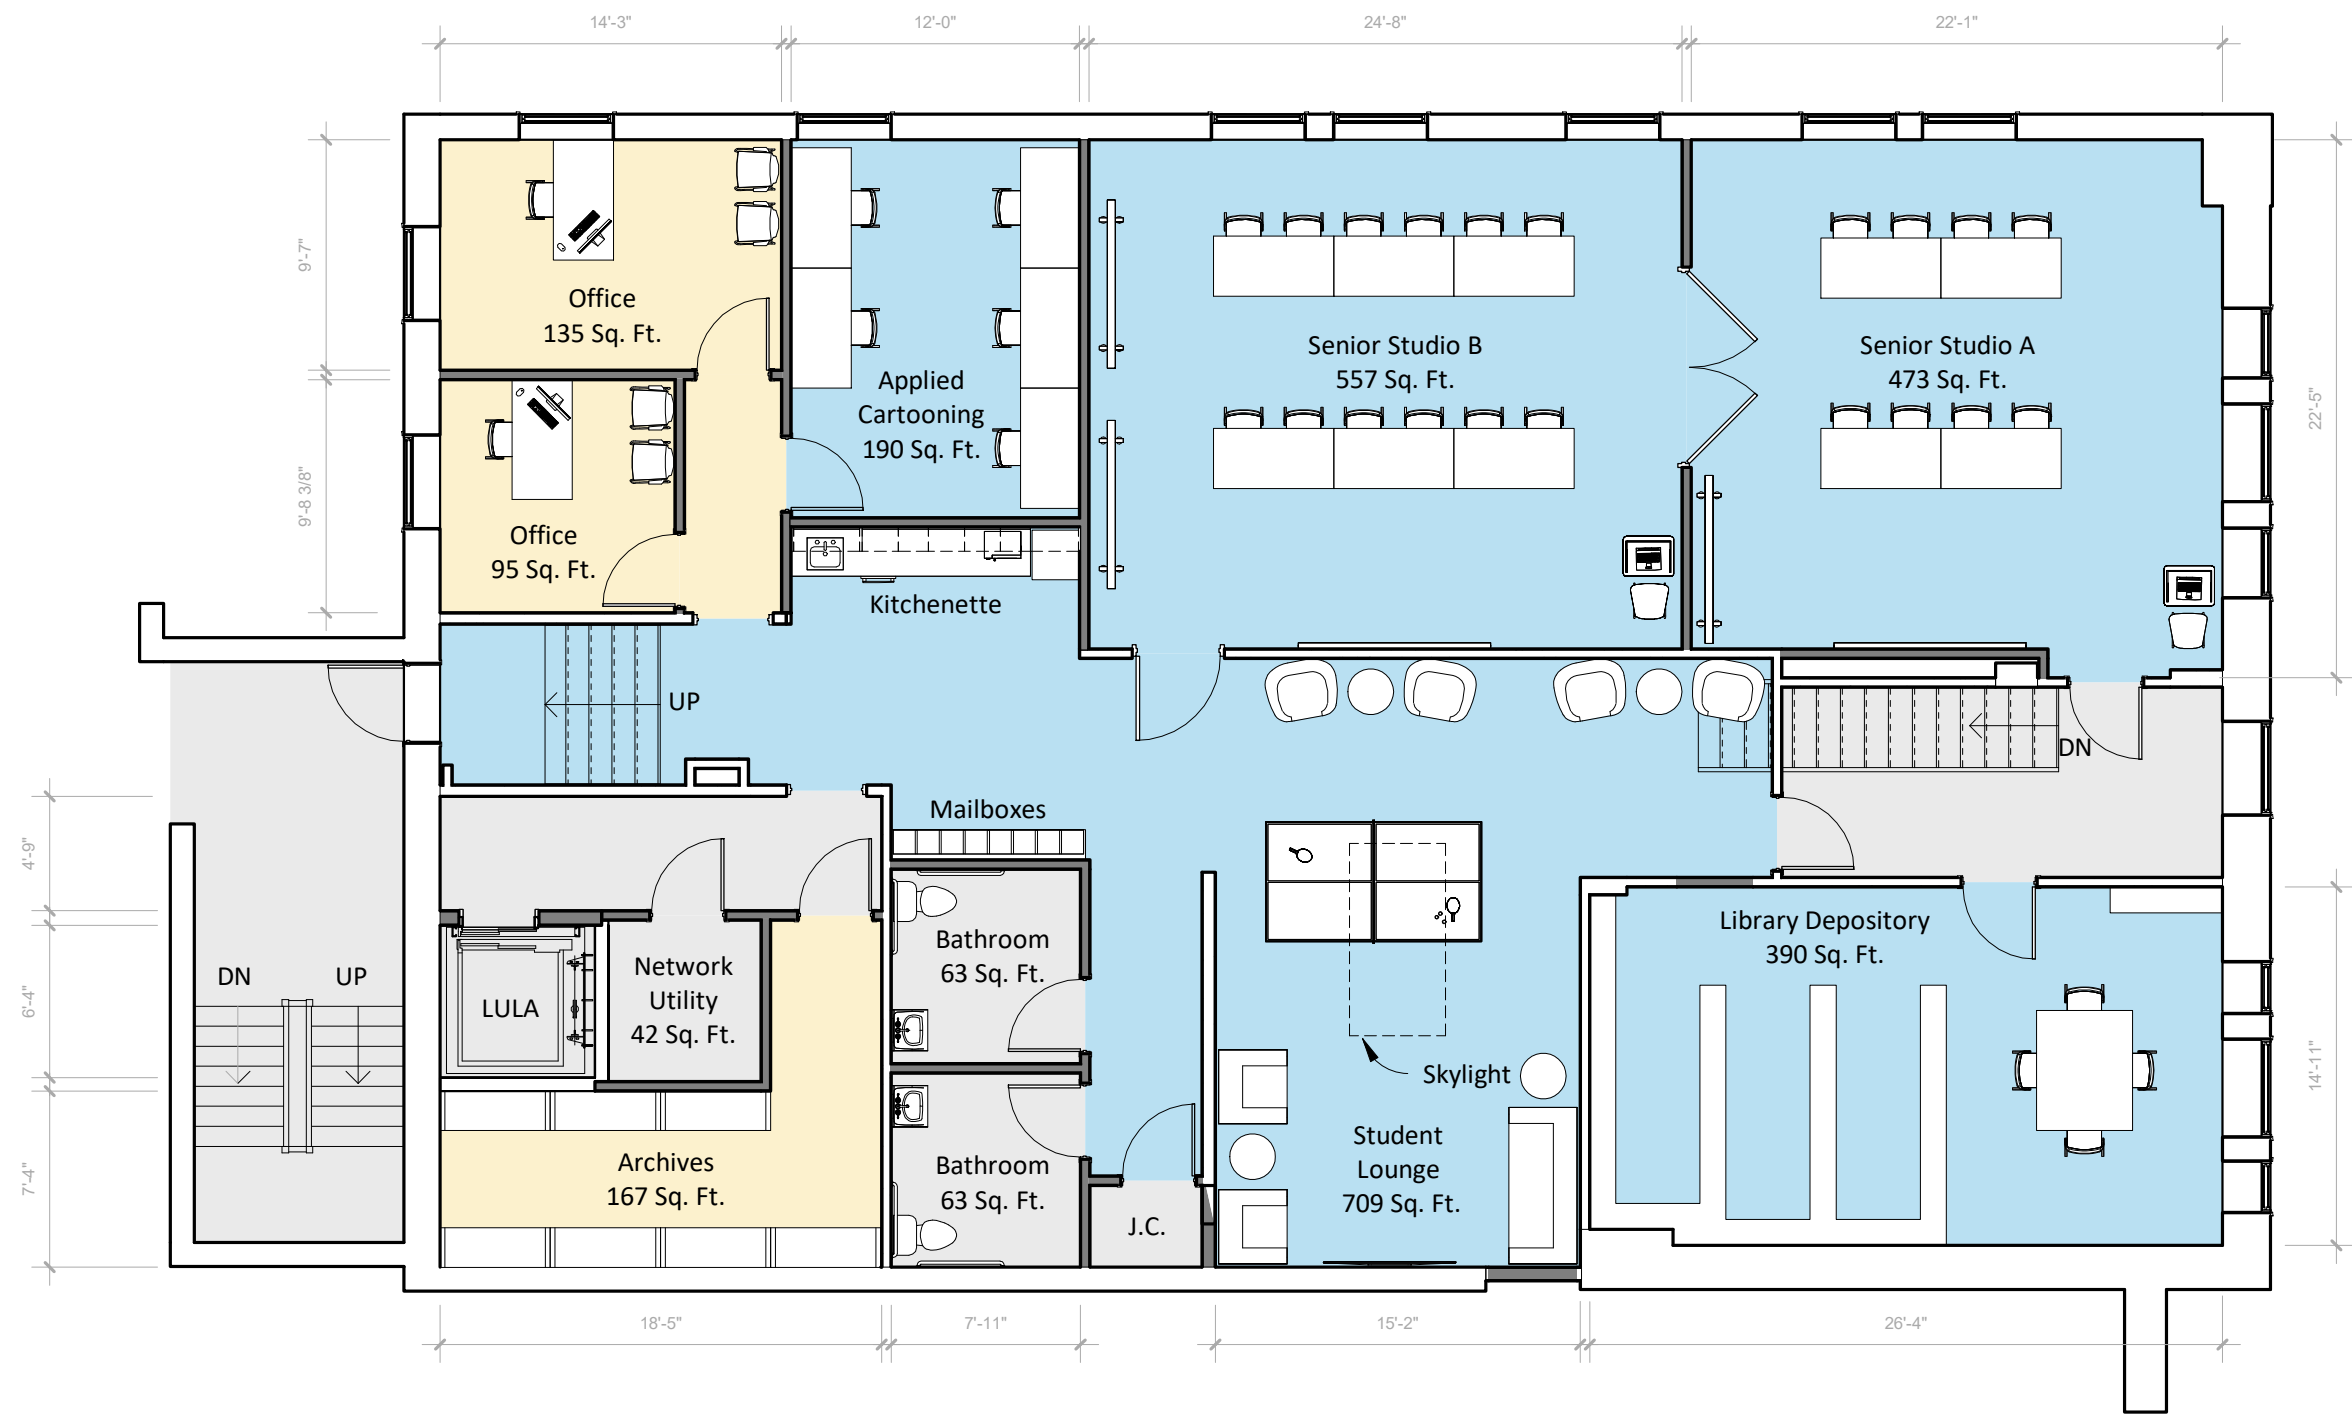 14'-3"
12'-0"
24'-8"
22'-1"
9'-7"
Office
135 Sq. Ft.
Applied
Cartooning
190 Sq. Ft.
Senior Studio B
557 Sq. Ft.
Senior Studio A
473 Sq. Ft.
22'-5"
9'-8 3/8"
Office
95 Sq. Ft.
Kitchenette
UP
DN
Mailboxes
4'-9"
Bathroom
63 Sq. Ft.
Library Depository
390 Sq. Ft.
DN
UP
6'-4"
LULA
Network
Utility
42 Sq. Ft.
Skylight
14'-11"
Student
Lounge
709 Sq. Ft.
7'-4"
Archives
167 Sq. Ft.
Bathroom
63 Sq. Ft.
J.C.
18'-5"
7'-11"
15'-2"
26'-4"